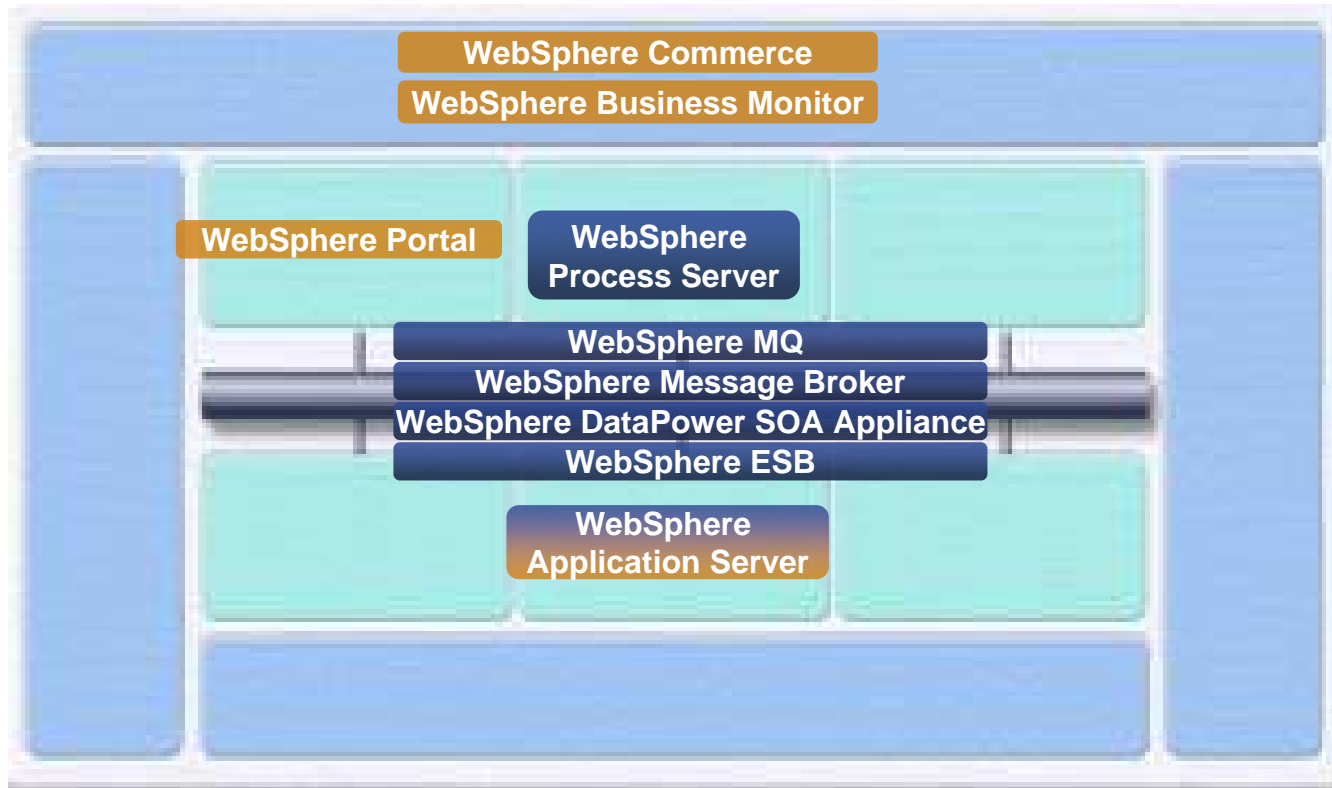 WebSphere Commerce
WebSphere Business Monitor
WebSphere Portal
WebSphere
Process Server
WebSphere MQ
WebSphere Message Broker
WebSphere DataPower SOA Appliance
WebSphere ESB
WebSphere
Application Server